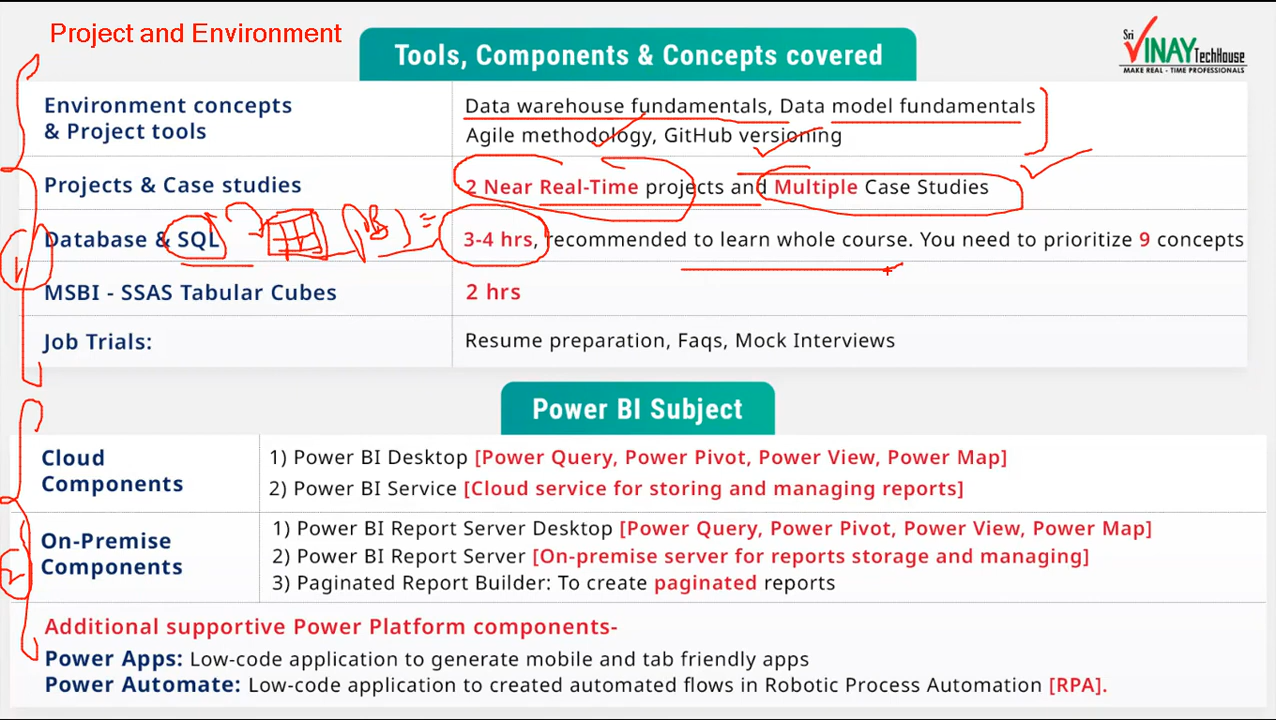 Project and Environment
Tools, Components & Concepts covered
Sri
VINAY TechHouse
MAKE REAL - TIME PROFESSIONALS
Environment concepts
& Project tools
Data warehouse fundamentals, Data model fundamentals
Agile methodology, GitHub versioning
Projects & Case studies
2 Near Real-Time projects and Multiple Case Studies
Database & SQL
3-4 hrs, recommended to learn whole course. You need to prioritize 9 concepts
MSBI - SSAS Tabular Cubes
2 hrs
Job Trials:
Resume preparation, Faqs, Mock Interviews
Power BI Subject
Cloud
Components
1) Power BI Desktop [Power Query, Power Pivot, Power View, Power Map]
2) Power BI Service [Cloud service for storing and managing reports]
On-Premise
Components
1) Power BI Report Server Desktop [Power Query, Power Pivot, Power View, Power Map]
2) Power BI Report Server [On-premise server for reports storage and managing]
3) Paginated Report Builder: To create paginated reports
Additional supportive Power Platform components-
Power Apps: Low-code application to generate mobile and tab friendly apps
Power Automate: Low-code application to created automated flows in Robotic Process Automation [RPA].